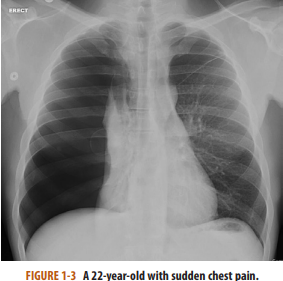 ERECT
FIGURE 1-3 A 22-year-old with sudden chest pain.